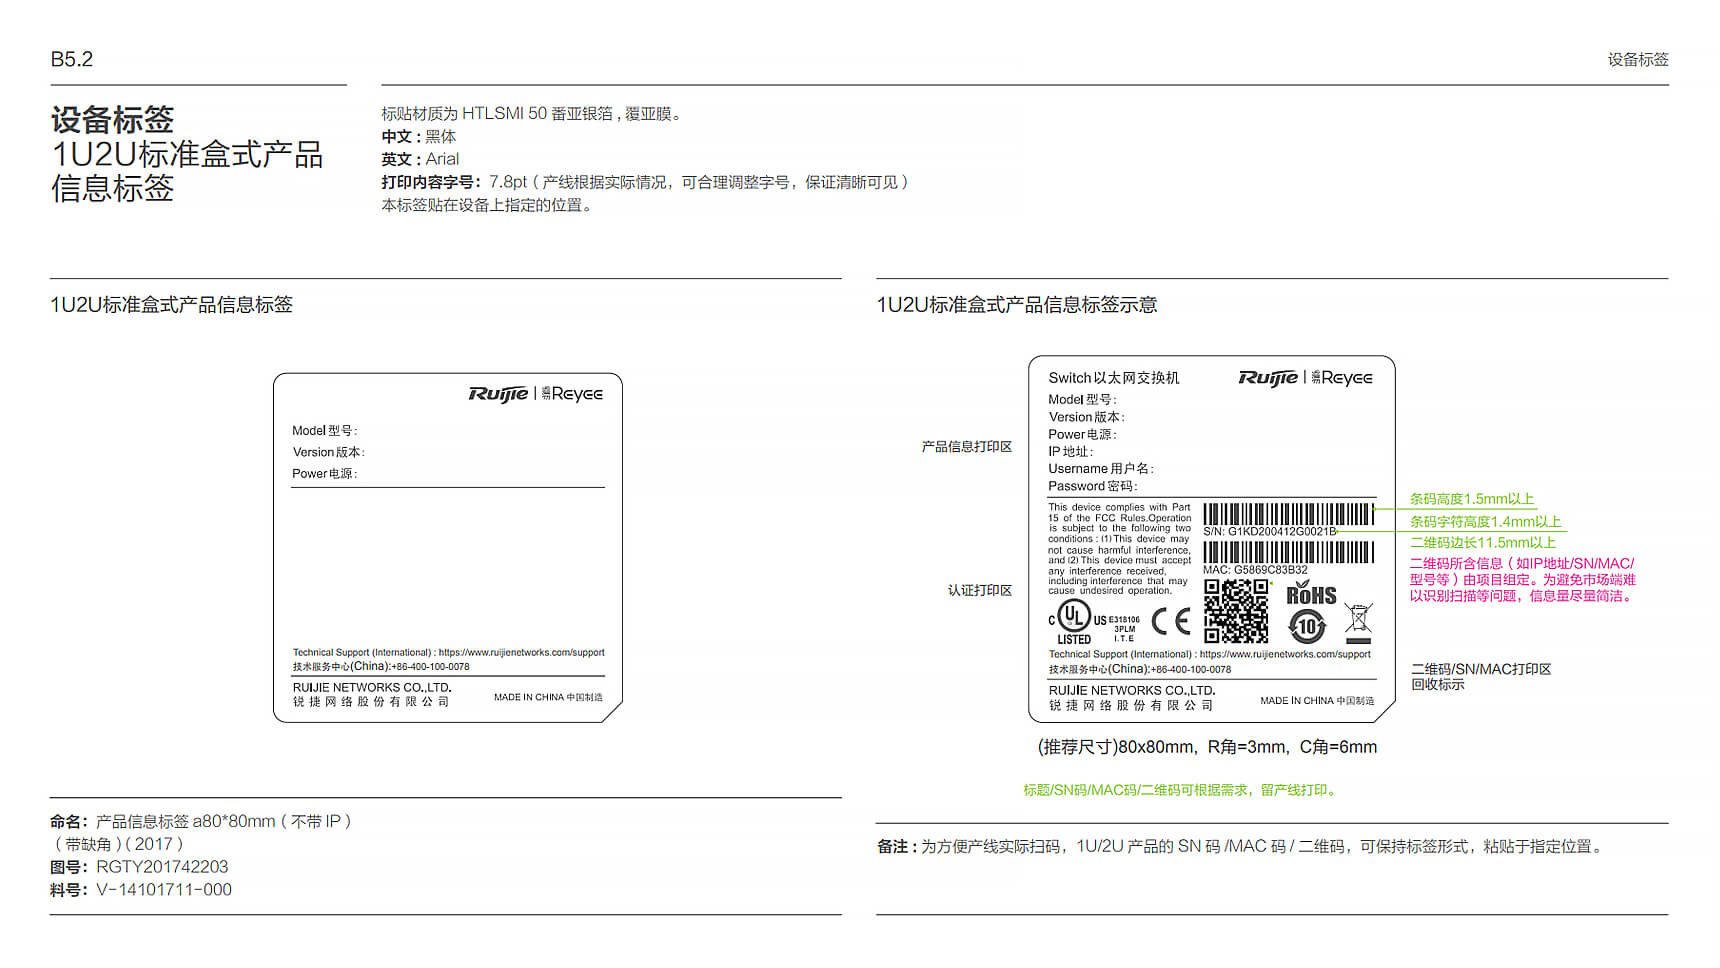 B5.2
设备标签
设备标签
1U2U标准盒式产品
信息标签
标贴材质为 HTLSMI 50 番亚银箔 , 覆亚膜。
中文 : 黑体
英文 : Arial
打印内容字号： 7.8pt（ 产线根据实际情况，可合理调整字号，保证清晰可见 ）
本标签贴在设备上指定的位置。
1U2U标准盒式产品信息标签
Ruijie | 睿易 Reyee
Model 型号:
Version 版本:
Power 电源:
Technical Support (International) : https://www.ruijienetworks.com/support
技术服务中心(China):+86-400-100-0078
RUIJIE NETWORKS CO.,LTD.
锐捷网络股份有限公司
MADE IN CHINA 中国制造
命名： 产品信息标签 a80*80mm（ 不带 IP ）
（ 带缺角 ）（ 2017 ）
图号： RGTY201742203
料号： V-14101711-000
1U2U标准盒式产品信息标签示意
Switch以太网交换机
Ruijie | 睿易 Reyee
Model 型号:
Version 版本:
Power 电源:
IP 地址:
Username 用户名:
Password 密码:
产品信息打印区
This device complies with Part
15 of the FCC Rules.Operation
is subject to the following two
conditions : (1) This device may
not cause harmful interference,
and (2) This device must accept
any interference received,
including interference that may
cause undesired operation.
认证打印区
S/N: G1KD200412G0021B
MAC: G5869C83B32
C UL US LISTED
E318106
3PLM
I.T.E
CE
RoHS
10
Technical Support (International) : https://www.ruijienetworks.com/support
技术服务中心(China):+86-400-100-0078
RUIJIE NETWORKS CO.,LTD.
锐捷网络股份有限公司
MADE IN CHINA 中国制造
条码高度1.5mm以上
条码字符高度1.4mm以上
二维码边长11.5mm以上
二维码所含信息（ 如IP地址/SN/MAC/
型号等 ）由项目组定。为避免市场端难
以识别扫描等问题，信息量尽量简洁。
二维码/SN/MAC打印区
回收标示
(推荐尺寸)80x80mm, R角=3mm, C角=6mm
标题/SN码/MAC码/二维码可根据需求，留产线打印。
备注 : 为方便产线实际扫码，1U/2U 产品的 SN 码 /MAC 码 / 二维码，可保持标签形式，粘贴于指定位置。